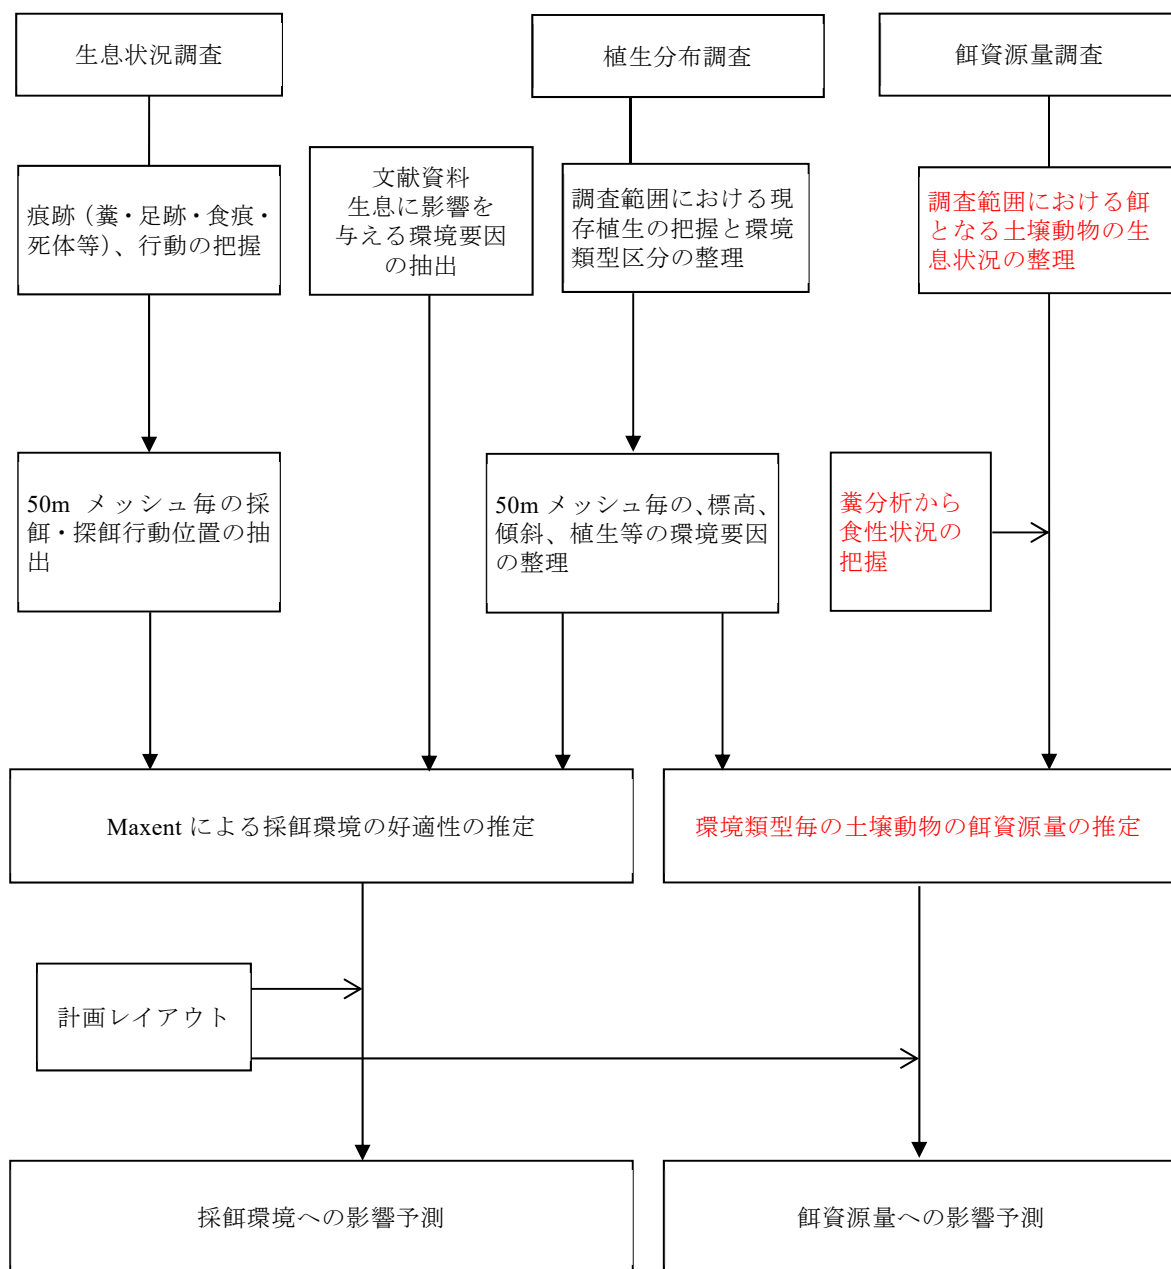 生息状況調査
植生分布調査
餌資源量調査
痕跡（糞・足跡・食痕・
死体等）、行動の把握
文献資料
生息に影響を
与える環境要因
の抽出
調査範囲における現
存植生の把握と環境
類型区分の整理
調査範囲における餌
となる土壌動物の生
息状況の整理
50m メッシュ毎の採
餌・探餌行動位置の抽
出
50m メッシュ毎の、標高、
傾斜、植生等の環境要因
の整理
糞分析から
食性状況の
把握
Maxent による採餌環境の好適性の推定
環境類型毎の土壌動物の餌資源量の推定
計画レイアウト
採餌環境への影響予測
餌資源量への影響予測